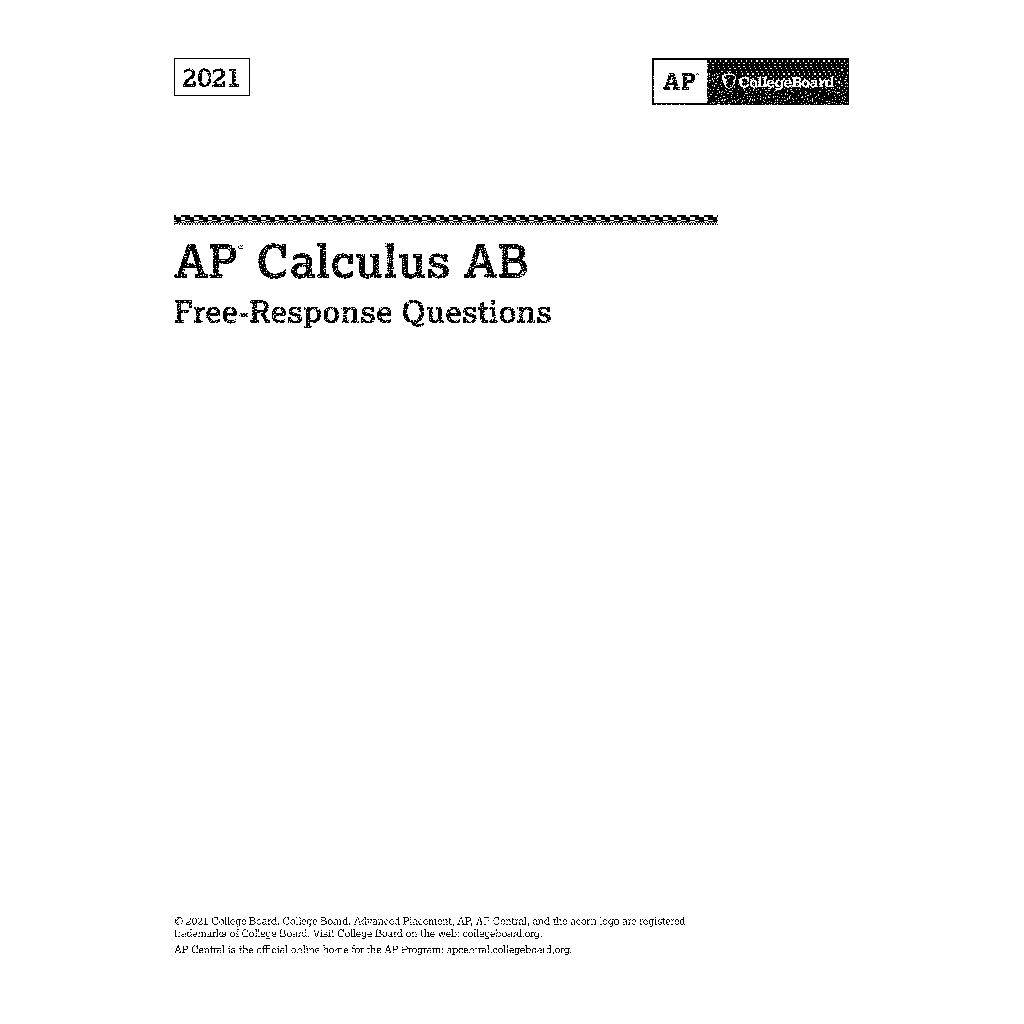 2021
AP® CollegeBoard
AP® Calculus AB
Free-Response Questions
© 2021 College Board. College Board, Advanced Placement, AP, AP Central, and the acorn logo are registered
trademarks of College Board. Visit College Board on the web: collegeboard.org.
AP Central is the official online home for the AP Program: apcentral.collegeboard.org.